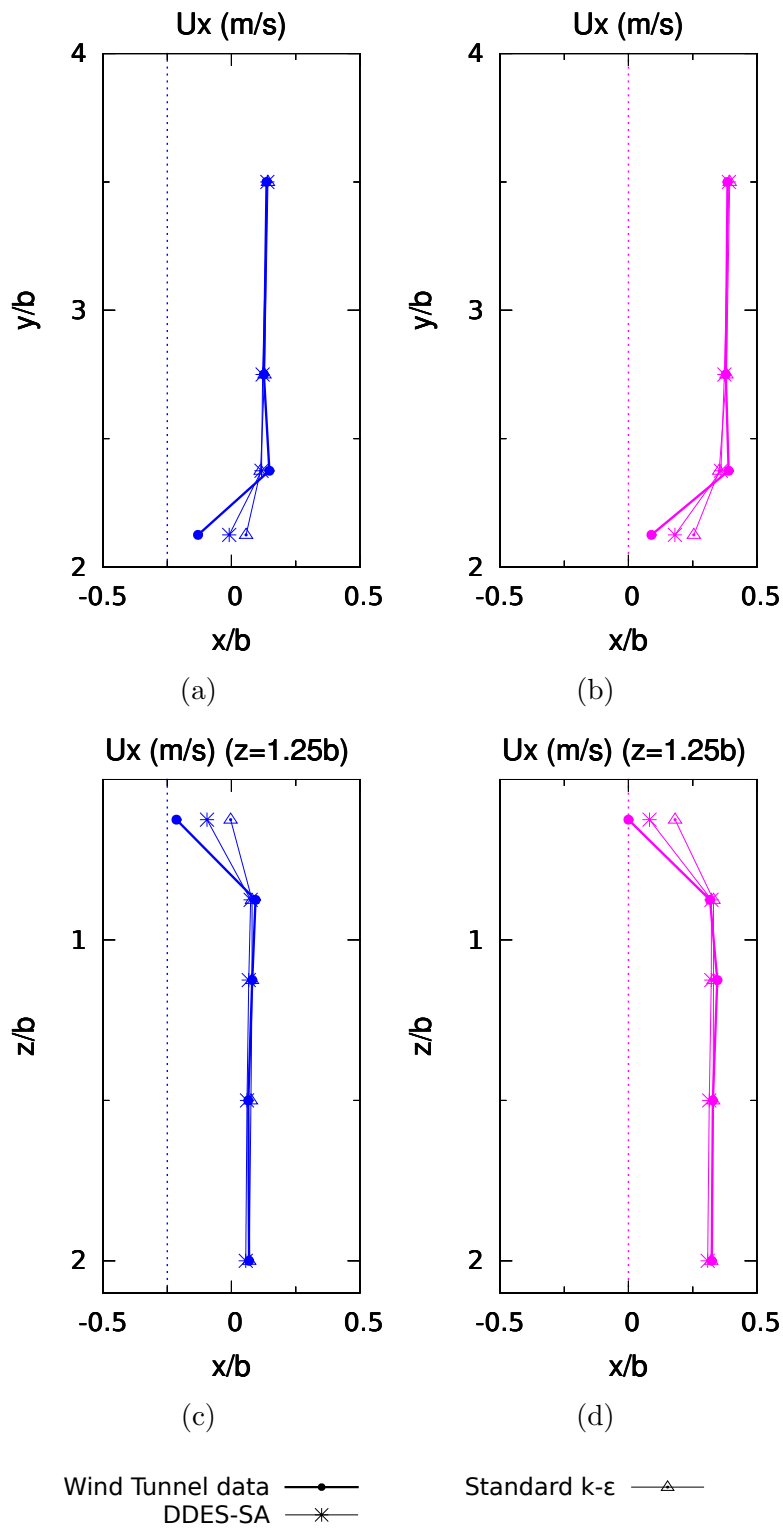 Ux (m/s)
4
3
2
y/b
-0.5 0 0.5
x/b
(a)
Ux (m/s)
4
3
2
y/b
-0.5 0 0.5
x/b
(b)
Ux (m/s) (z=1.25b)
1
2
z/b
-0.5 0 0.5
x/b
(c)
Ux (m/s) (z=1.25b)
1
2
z/b
-0.5 0 0.5
x/b
(d)
Wind Tunnel data
DDES-SA
Standard k-ε